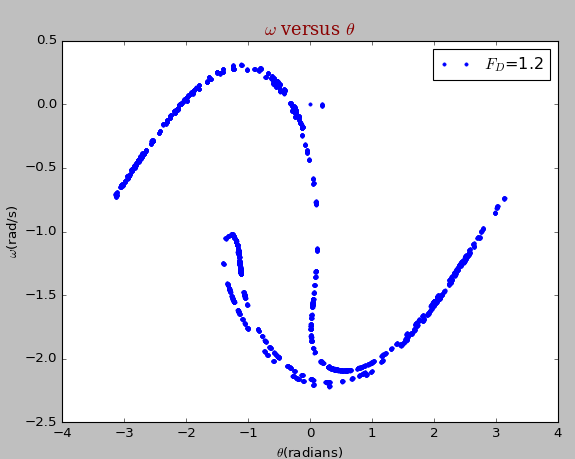 ω versus θ
F_D=1.2
0.5
0.0
−0.5
−1.0
−1.5
−2.0
−2.5
ω(rad/s)
−4 −3 −2 −1 0 1 2 3 4
θ(radians)